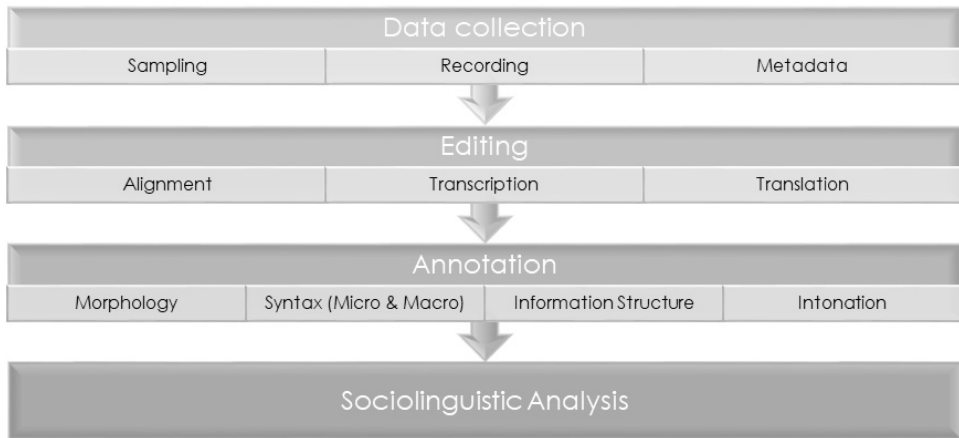 Data collection
Sampling Recording Metadata
Editing
Alignment Transcription Translation
Annotation
Morphology Syntax (Micro & Macro) Information Structure Intonation
Sociolinguistic Analysis